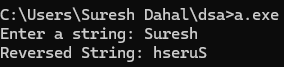 C:\Users\Suresh Dahal\dsa>a.exe
Enter a string: Suresh
Reversed String: hseruS